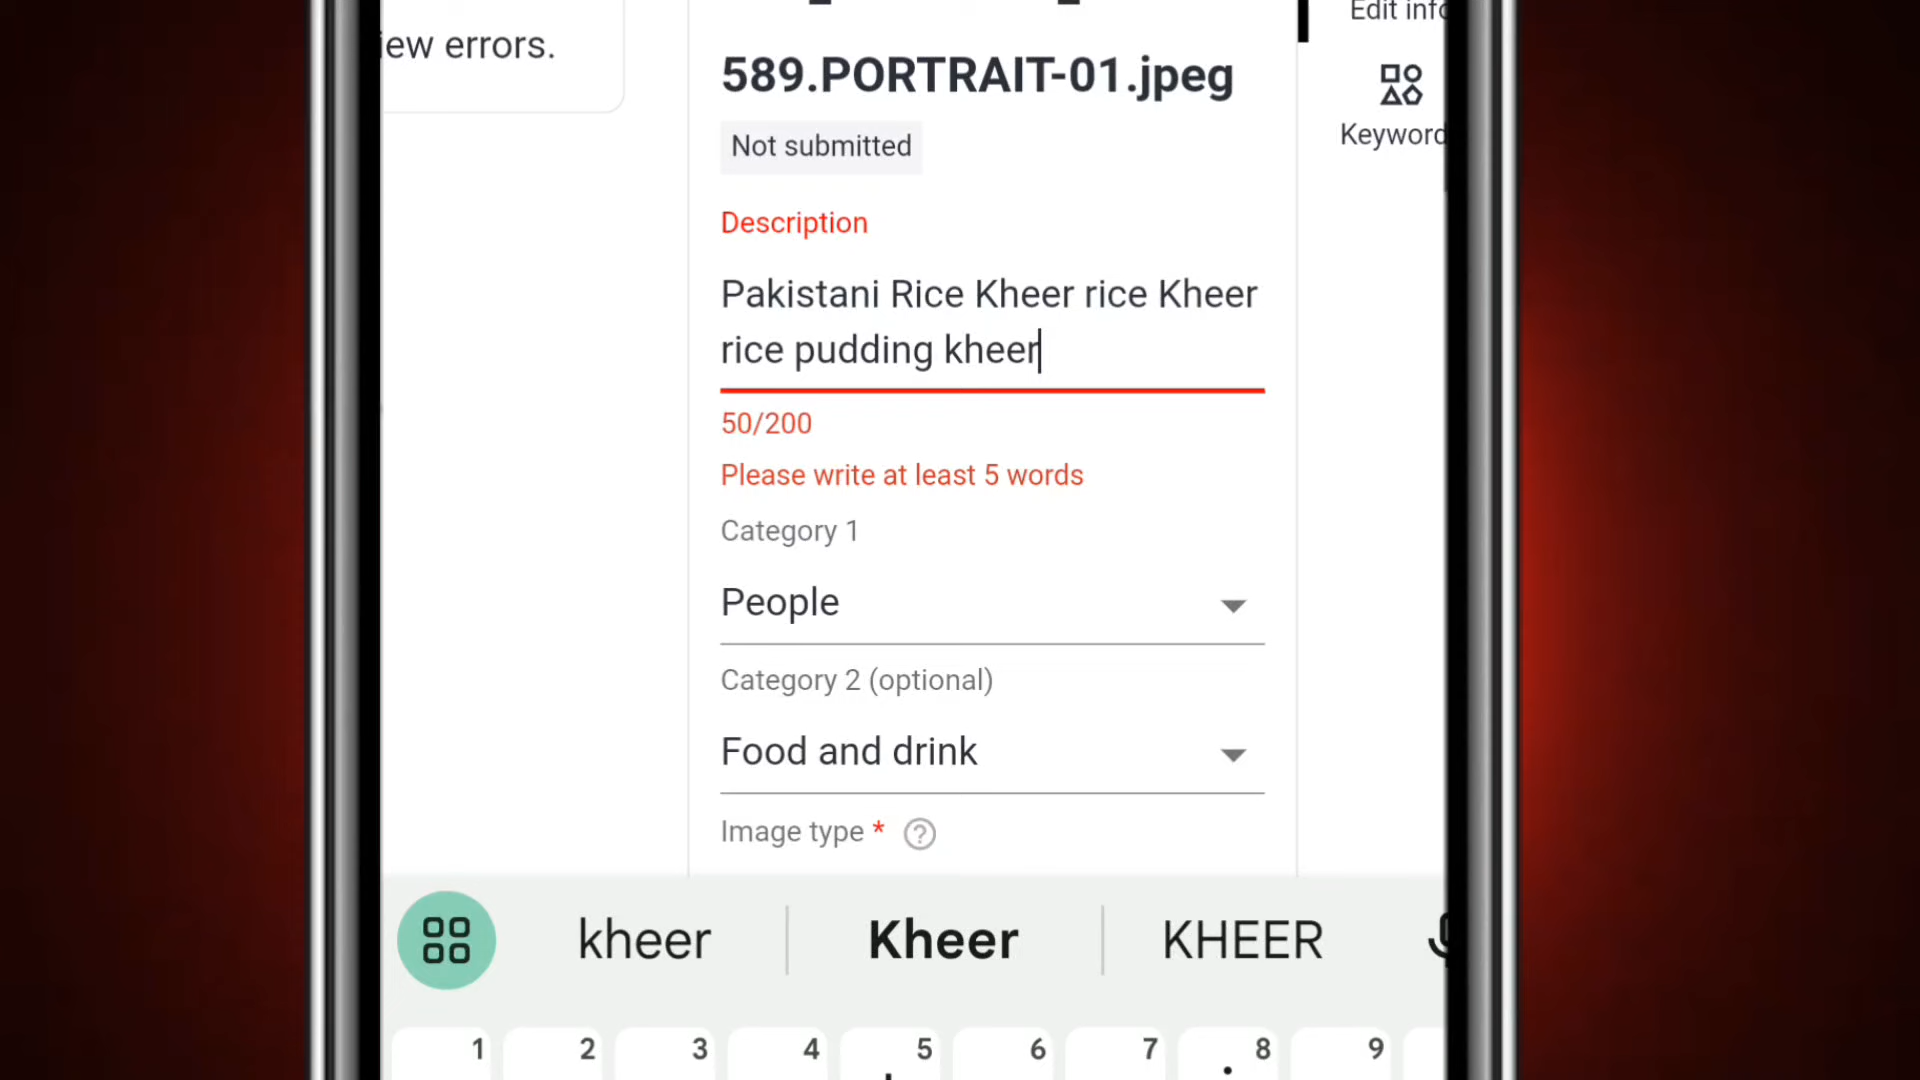 iew errors.
Edit info
589.PORTRAIT-01.jpeg
Keyword
Not submitted
Description
Pakistani Rice Kheer rice Kheer
rice pudding kheer
50/200
Please write at least 5 words
Category 1
People
Category 2 (optional)
Food and drink
Image type *
kheer Kheer KHEER
1 2 3 4 5 6 7 8 9